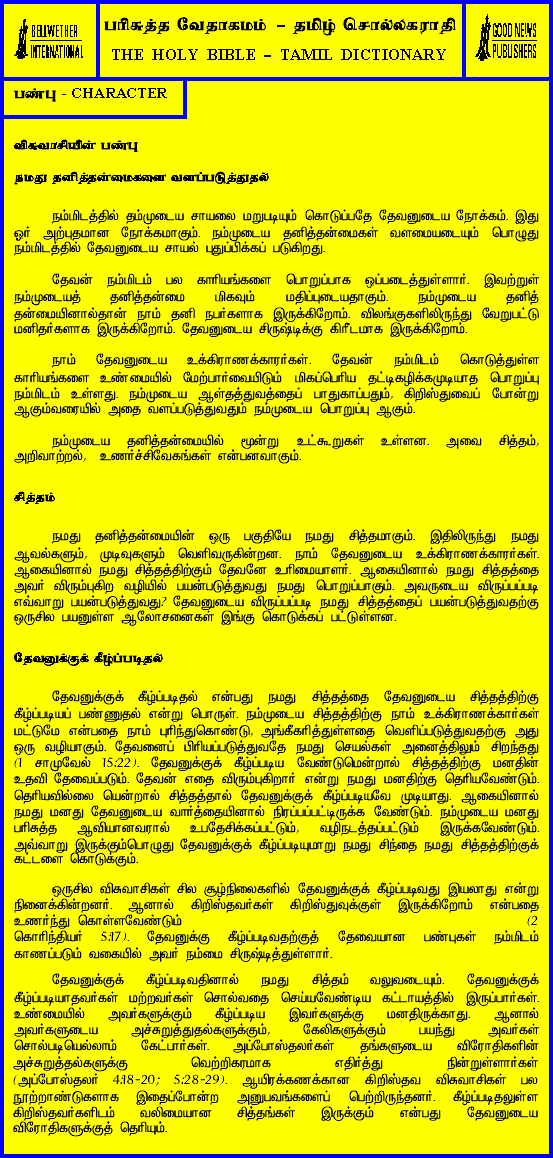 BELLWETHER
INTERNATIONAL
பரிசுத்த வேதாகமம் - தமிழ் சொல்லகராதி
THE HOLY BIBLE - TAMIL DICTIONARY
GOOD NEWS
PUBLISHERS
பண்பு - CHARACTER
விசுவாசியின் பண்பு
நமது தனித்தன்மைகளை வளப்படுத்துதல்
நம்மிடத்தில் தம்முடைய சாயலை மறுபடியும் கொடுப்பதே தேவனுடைய நோக்கம். இது
ஓர் அற்புதமான நோக்கமாகும். நம்முடைய தனித்தன்மைகள் வளமையடையும் பொழுது
நம்மிடத்தில் தேவனுடைய சாயல் புதுப்பிக்கப் படுகிறது.
தேவன் நம்மிடம் பல காரியங்களை பொறுப்பாக ஒப்படைத்துள்ளார். இவற்றுள்
நம்முடையத் தனித்தன்மை மிகவும் மதிப்புடையதாகும். நம்முடைய தனித்
தன்மையினால்தான் நாம் தனி நபர்களாக இருக்கிறோம். விலங்குகளிலிருந்து வேறுபட்டு
மனிதர்களாக இருக்கிறோம். தேவனுடைய சிருஷ்டிக்கு கிரீடமாக இருக்கிறோம்.
நாம் தேவனுடைய உக்கிராணக்காரர்கள். தேவன் நம்மிடம் கொடுத்துள்ள
காரியங்களை உண்மையில் மேற்பார்வையிடும் மிகப்பெரிய தட்டிகழிக்கமுடியாத பொறுப்பு
நம்மிடம் உள்ளது. நம்முடைய ஆள்தத்துவத்தைப் பாதுகாப்பதும், கிறிஸ்துவைப் போன்று
ஆகும்வரையில் அதை வளப்படுத்துவதும் நம்முடைய பொறுப்பு ஆகும்.
நம்முடைய தனித்தன்மையில் மூன்று உட்கூறுகள் உள்ளன. அவை சித்தம்,
அறிவாற்றல், உணர்ச்சிவேகங்கள் என்பனவாகும்.
சித்தம்
நமது தனித்தன்மையின் ஒரு பகுதியே நமது சித்தமாகும். இதிலிருந்து நமது
ஆவல்களும், முடிவுகளும் வெளிவருகின்றன. நாம் தேவனுடைய உக்கிராணக்காரர்கள்.
ஆகையினால் நமது சித்தத்திற்கும் தேவனே உரிமையாளர். ஆகையினால் நமது சித்தத்தை
அவர் விரும்புகிற வழியில் பயன்படுத்துவது நமது பொறுப்பாகும். அவருடைய விருப்பப்படி
எவ்வாறு பயன்படுத்துவது? தேவனுடைய விருப்பப்படி நமது சித்தத்தைப் பயன்படுத்துவதற்கு
ஒருசில பயனுள்ள ஆலோசனைகள் இங்கு கொடுக்கப் பட்டுள்ளன.
தேவனுக்குக் கீழ்ப்படிதல்
தேவனுக்குக் கீழ்ப்படிதல் என்பது நமது சித்தத்தை தேவனுடைய சித்தத்திற்கு
கீழ்ப்படியப் பண்ணுதல் என்று பொருள். நம்முடைய சித்தத்திற்கு நாம் உக்கிராணக்கார்கள்
மட்டுமே என்பதை நாம் புரிந்துகொண்டு, அங்கீகரித்துள்ளதை வெளிப்படுத்துவதற்கு அது
ஒரு வழியாகும். தேவனைப் பிரியப்படுத்துவதே நமது செயல்கள் அனைத்திலும் சிறந்தது
(1 சாமுவேல் 15:22). தேவனுக்குக் கீழ்ப்படிய வேண்டுமென்றால் சித்தத்திற்கு மனதின்
உதவி தேவைப்படும். தேவன் எதை விரும்புகிறார் என்று நமது மனதிற்கு தெரியவேண்டும்.
தெரியவில்லை யென்றால் சித்தத்தால் தேவனுக்குக் கீழ்ப்படியவே முடியாது. ஆகையினால்
நமது மனது தேவனுடைய வார்த்தையினால் நிரப்பப்பட்டிருக்க வேண்டும். நம்முடைய மனது
பரிசுத்த ஆவியானவரால் உபதேசிக்கப்பட்டும், வழிநடத்தப்பட்டும் இருக்கவேண்டும்.
அவ்வாறு இருக்கும்பொழுது தேவனுக்குக் கீழ்ப்படியுமாறு நமது சிந்தை நமது சித்தத்திற்குக்
கட்டளை கொடுக்கும்.
ஒருசில விசுவாசிகள் சில சூழ்நிலைகளில் தேவனுக்குக் கீழ்ப்படிவது இயலாது என்று
நினைக்கின்றனர். ஆனால் கிறிஸ்தவர்கள் கிறிஸ்துவுக்குள் இருக்கிறோம் என்பதை
உணர்ந்து கொள்ளவேண்டும் (2
கொரிந்தியர் 5:17). தேவனுக்கு கீழ்ப்படிவதற்குத் தேவையான பண்புகள் நம்மிடம்
காணப்படும் வகையில் அவர் நம்மை சிருஷ்டித்துள்ளார்.
தேவனுக்குக் கீழ்ப்படிவதினால் நமது சித்தம் வலுவடையும். தேவனுக்குக்
கீழ்ப்படியாதவர்கள் மற்றவர்கள் சொல்வதை செய்யவேண்டிய கட்டாயத்தில் இருப்பார்கள்.
உண்மையில் அவர்களுக்கும் கீழ்ப்படிய இவர்களுக்கு மனதிருக்காது. ஆனால்
அவர்களுடைய அச்சுறுத்துதல்களுக்கும், கேலிகளுக்கும் பயந்து அவர்கள்
சொல்படியெல்லாம் கேட்பார்கள். அப்போஸ்தலர்கள் தங்களுடைய விரோதிகளின்
அச்சுறுத்தல்களுக்கு வெற்றிகரமாக எதிர்த்து நின்றுள்ளார்கள்
(அப்போஸ்தலர் 4:18-20; 5:28-29). ஆயிரக்கணக்கான கிறிஸ்தவ விசுவாசிகள் பல
நூற்றாண்டுகளாக இதைப்போன்ற அனுபவங்களைப் பெற்றிருந்தனர். கீழ்ப்படிதலுள்ள
கிறிஸ்தவர்களிடம் வலிமையான சித்தங்கள் இருக்கும் என்பது தேவனுடைய
விரோதிகளுக்குத் தெரியும்.